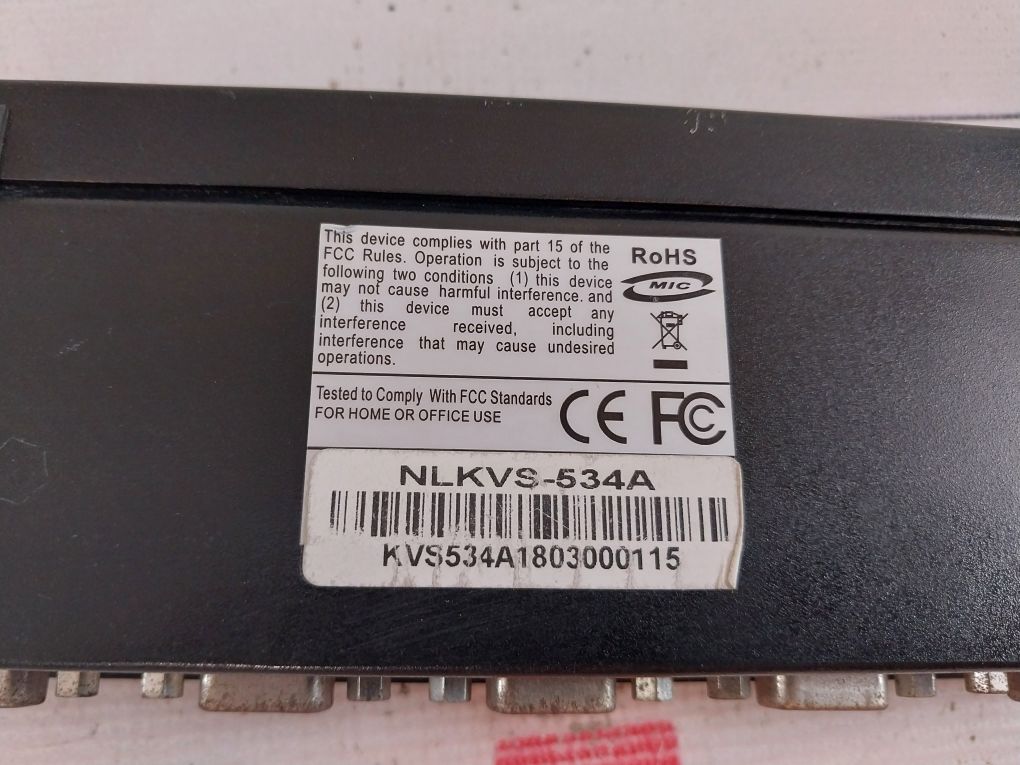 This device complies with part 15 of the
FCC Rules. Operation is subject to the
following two conditions (1) this device
may not cause harmful interference. and
(2) this device must accept any
interference received, including
interference that may cause undesired
operations.
RoHS
MIC
Tested to Comply With FCC Standards
FOR HOME OR OFFICE USE
CE FC
NLKVS-534A
KVS534A1803000115